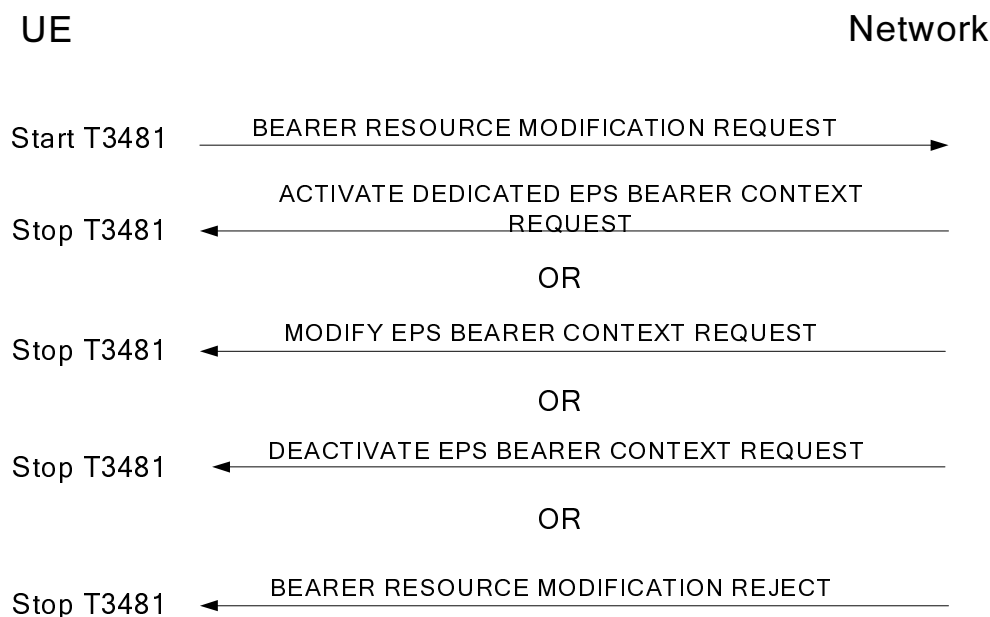 UE
Network
Start T3481
BEARER RESOURCE MODIFICATION REQUEST
ACTIVATE DEDICATED EPS BEARER CONTEXT
REQUEST
Stop T3481
OR
MODIFY EPS BEARER CONTEXT REQUEST
Stop T3481
OR
DEACTIVATE EPS BEARER CONTEXT REQUEST
Stop T3481
OR
BEARER RESOURCE MODIFICATION REJECT
Stop T3481